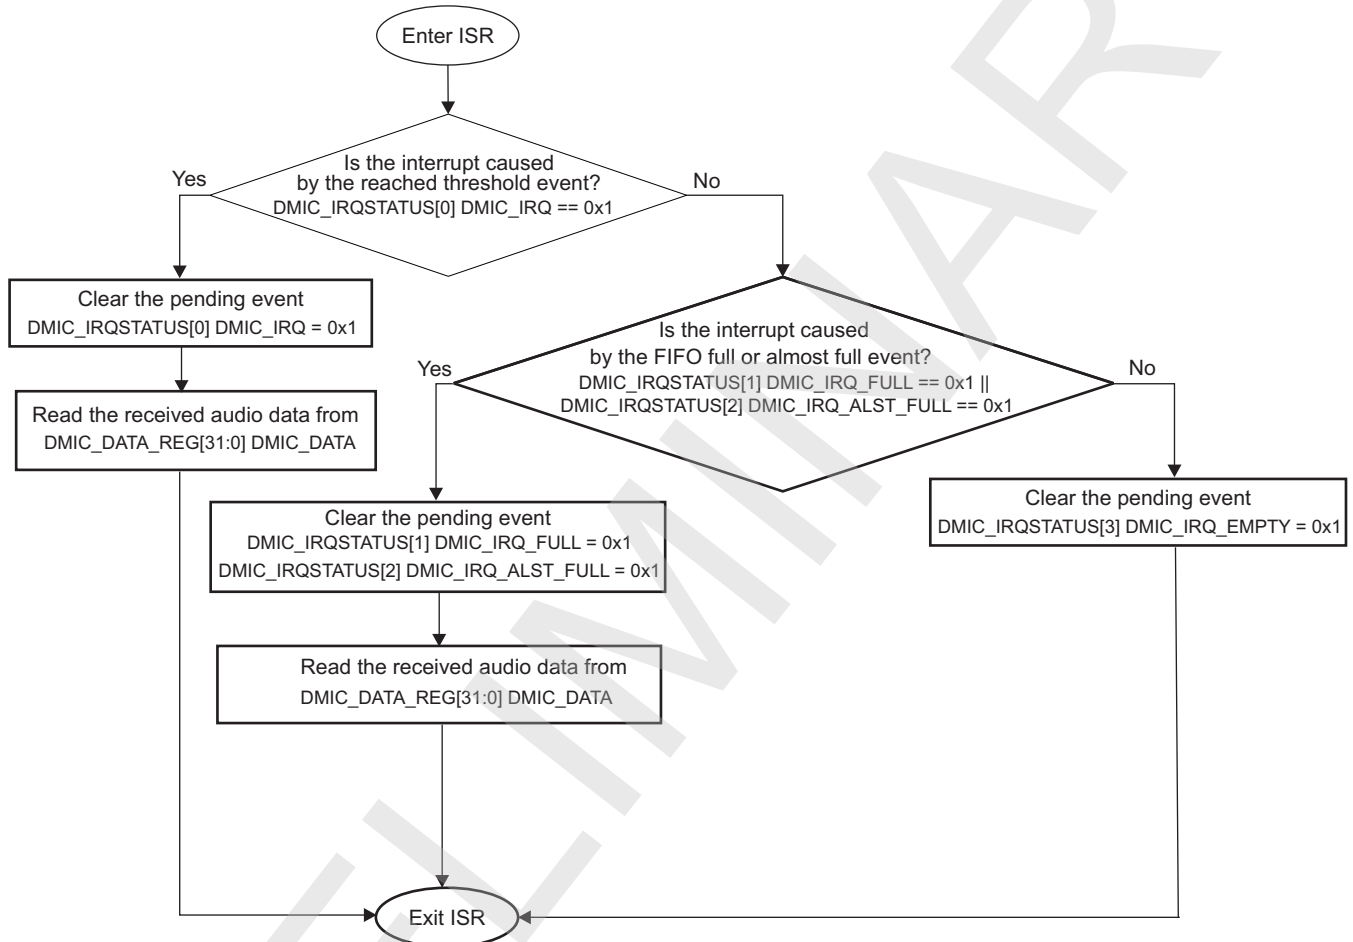 Enter ISR
Is the interrupt caused
by the reached threshold event?
DMIC_IRQSTATUS[0] DMIC_IRQ == 0x1
Yes
No
Clear the pending event
DMIC_IRQSTATUS[0] DMIC_IRQ = 0x1
Read the received audio data from
DMIC_DATA_REG[31:0] DMIC_DATA
Is the interrupt caused
by the FIFO full or almost full event?
DMIC_IRQSTATUS[1] DMIC_IRQ_FULL == 0x1 ||
DMIC_IRQSTATUS[2] DMIC_IRQ_ALST_FULL == 0x1
Yes
No
Clear the pending event
DMIC_IRQSTATUS[1] DMIC_IRQ_FULL = 0x1
DMIC_IRQSTATUS[2] DMIC_IRQ_ALST_FULL = 0x1
Read the received audio data from
DMIC_DATA_REG[31:0] DMIC_DATA
Clear the pending event
DMIC_IRQSTATUS[3] DMIC_IRQ_EMPTY = 0x1
Exit ISR
ELIMINAR